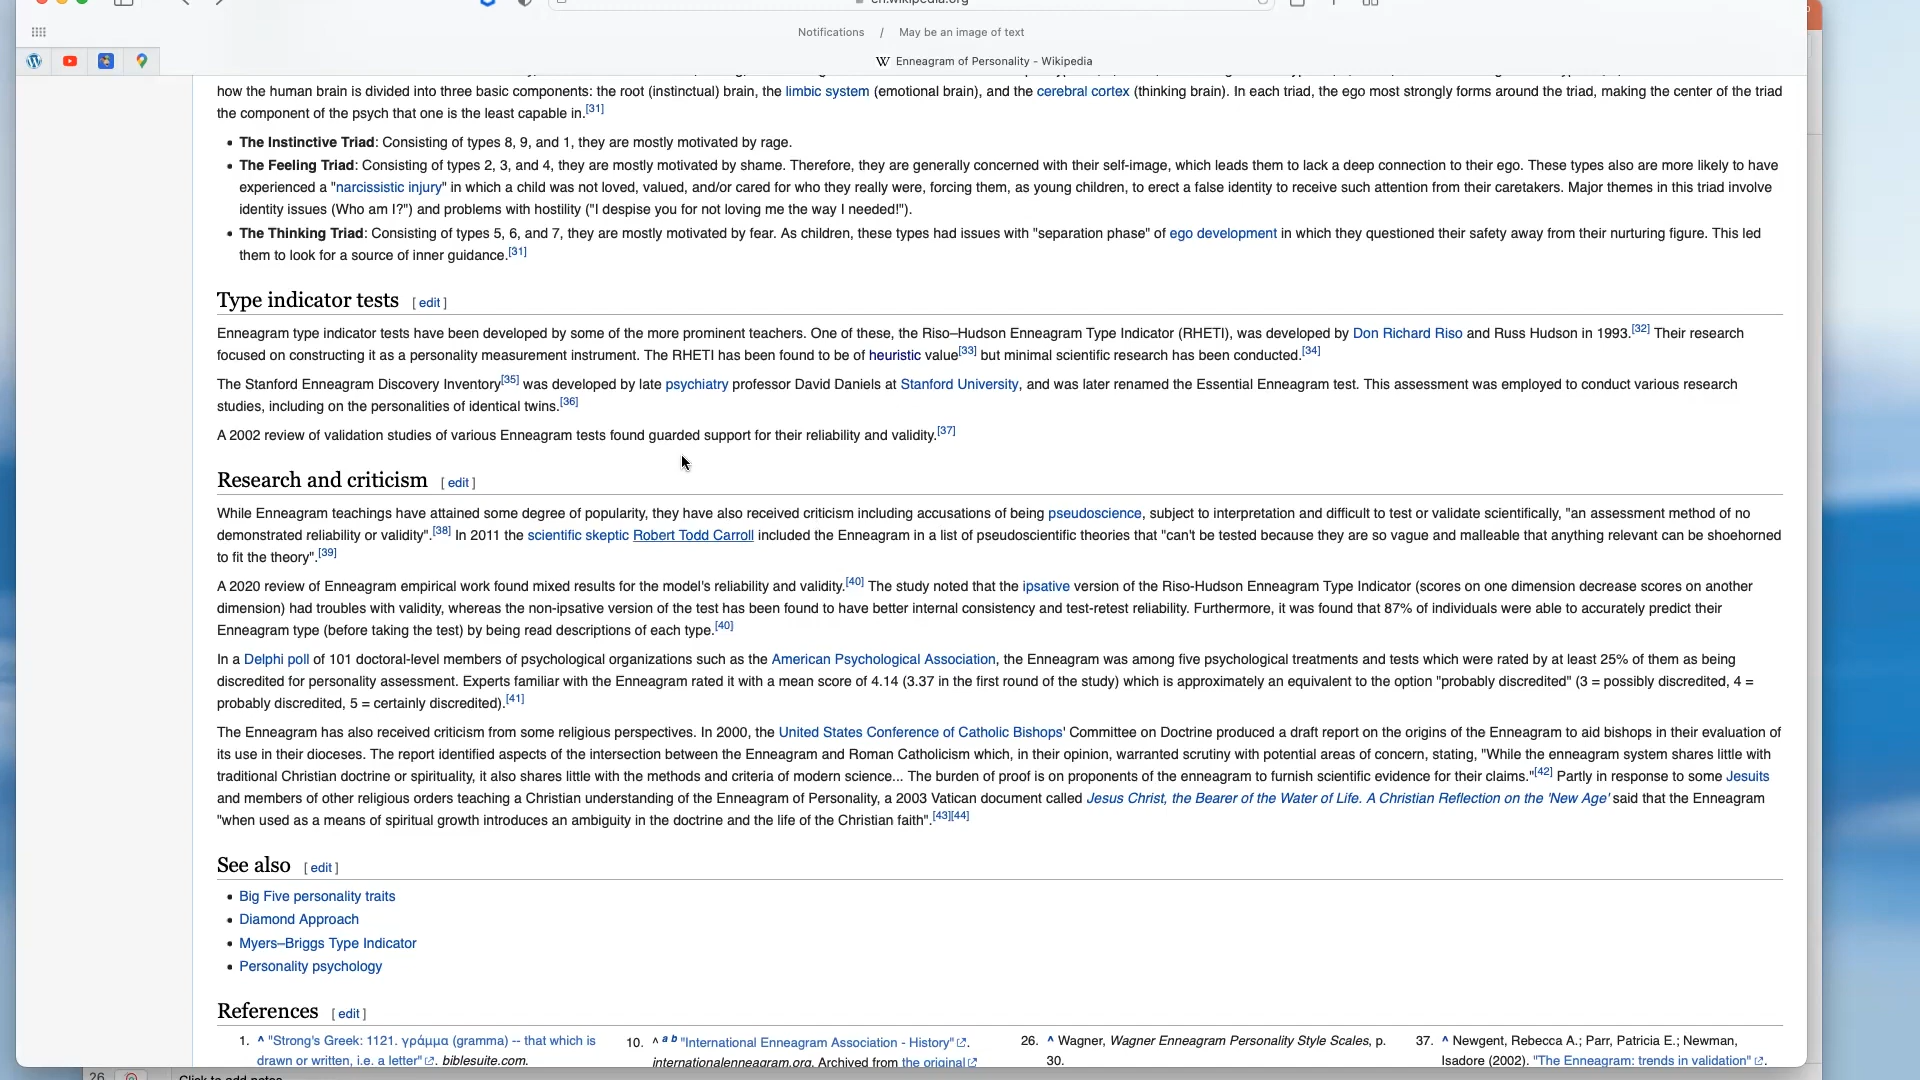 Notifications / May be an image of text
Enneagram of Personality - Wikipedia
how the human brain is divided into three basic components: the root (instinctual) brain, the limbic system (emotional brain), and the cerebral cortex (thinking brain). In each triad, the ego most strongly forms around the triad, making the center of the triad
the component of the psych that one is the least capable in.[31]
• The Instinctive Triad: Consisting of types 8, 9, and 1, they are mostly motivated by rage.
• The Feeling Triad: Consisting of types 2, 3, and 4, they are mostly motivated by shame. Therefore, they are generally concerned with their self-image, which leads them to lack a deep connection to their ego. These types also are more likely to have
experienced a "narcissistic injury" in which a child was not loved, valued, and/or cared for who they really were, forcing them, as young children, to erect a false identity to receive such attention from their caretakers. Major themes in this triad involve
identity issues (Who am I?") and problems with hostility ("I despise you for not loving me the way I needed!").
• The Thinking Triad: Consisting of types 5, 6, and 7, they are mostly motivated by fear. As children, these types had issues with "separation phase" of ego development in which they questioned their safety away from their nurturing figure. This led
them to look for a source of inner guidance.[31]
Type indicator tests [ edit ]
Enneagram type indicator tests have been developed by some of the more prominent teachers. One of these, the Riso–Hudson Enneagram Type Indicator (RHETI), was developed by Don Richard Riso and Russ Hudson in 1993.[32] Their research
focused on constructing it as a personality measurement instrument. The RHETI has been found to be of heuristic value[33] but minimal scientific research has been conducted.[34]
The Stanford Enneagram Discovery Inventory[35] was developed by late psychiatry professor David Daniels at Stanford University, and was later renamed the Essential Enneagram test. This assessment was employed to conduct various research
studies, including on the personalities of identical twins.[36]
A 2002 review of validation studies of various Enneagram tests found guarded support for their reliability and validity.[37]
Research and criticism [ edit ]
While Enneagram teachings have attained some degree of popularity, they have also received criticism including accusations of being pseudoscience, subject to interpretation and difficult to test or validate scientifically, "an assessment method of no
demonstrated reliability or validity".[38] In 2011 the scientific skeptic Robert Todd Carroll included the Enneagram in a list of pseudoscientific theories that "can't be tested because they are so vague and malleable that anything relevant can be shoehorned
to fit the theory".[39]
A 2020 review of Enneagram empirical work found mixed results for the model's reliability and validity.[40] The study noted that the ipsative version of the Riso-Hudson Enneagram Type Indicator (scores on one dimension decrease scores on another
dimension) had troubles with validity, whereas the non-ipsative version of the test has been found to have better internal consistency and test-retest reliability. Furthermore, it was found that 87% of individuals were able to accurately predict their
Enneagram type (before taking the test) by being read descriptions of each type.[40]
In a Delphi poll of 101 doctoral-level members of psychological organizations such as the American Psychological Association, the Enneagram was among five psychological treatments and tests which were rated by at least 25% of them as being
discredited for personality assessment. Experts familiar with the Enneagram rated it with a mean score of 4.14 (3.37 in the first round of the study) which is approximately an equivalent to the option "probably discredited" (3 = possibly discredited, 4 =
probably discredited, 5 = certainly discredited).[41]
The Enneagram has also received criticism from some religious perspectives. In 2000, the United States Conference of Catholic Bishops' Committee on Doctrine produced a draft report on the origins of the Enneagram to aid bishops in their evaluation of
its use in their dioceses. The report identified aspects of the intersection between the Enneagram and Roman Catholicism which, in their opinion, warranted scrutiny with potential areas of concern, stating, "While the enneagram system shares little with
traditional Christian doctrine or spirituality, it also shares little with the methods and criteria of modern science... The burden of proof is on proponents of the enneagram to furnish scientific evidence for their claims."[42] Partly in response to some Jesuits
and members of other religious orders teaching a Christian understanding of the Enneagram of Personality, a 2003 Vatican document called Jesus Christ, the Bearer of the Water of Life. A Christian Reflection on the 'New Age' said that the Enneagram
"when used as a means of spiritual growth introduces an ambiguity in the doctrine and the life of the Christian faith".[43][44]
See also [ edit ]
• Big Five personality traits
• Diamond Approach
• Myers–Briggs Type Indicator
• Personality psychology
References [ edit ]
1. ^ "Strong's Greek: 1121. γράμμα (gramma) -- that which is
drawn or written, i.e. a letter". biblesuite.com.
10. ^ a b "International Enneagram Association - History".
internationalenneagram.org. Archived from the original
26. ^ Wagner, Wagner Enneagram Personality Style Scales, p.
30.
37. ^ Newgent, Rebecca A.; Parr, Patricia E.; Newman,
Isadore (2002). "The Enneagram: trends in validation".
26 Click to add notes